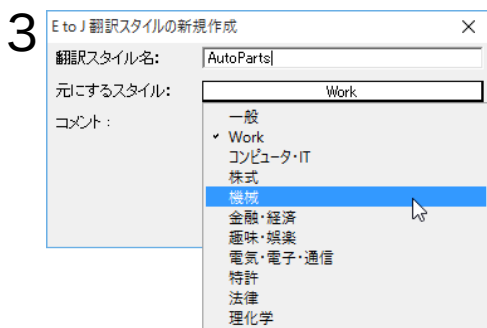 3
E to J 翻訳スタイルの新規作成
翻訳スタイル名: AutoParts
元にするスタイル: Work
コメント :
一般
Work
コンピュータ・IT
株式
機械
金融・経済
趣味・娯楽
電気・電子・通信
特許
法律
理化学